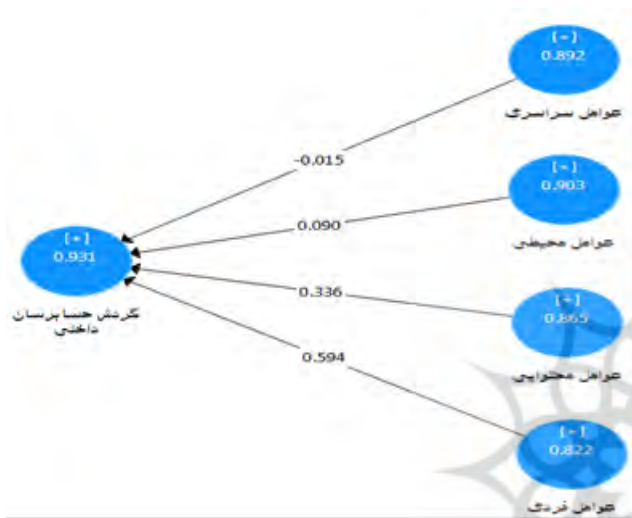 [+]
0.892
عوامل سراسری
-0.015
[+]
0.903
عوامل محیطی
0.090
[+]
0.931
گردش حسابرسان
داخلی
0.336
[+]
0.865
عوامل محتوایی
0.594
[+]
0.822
عوامل فردی